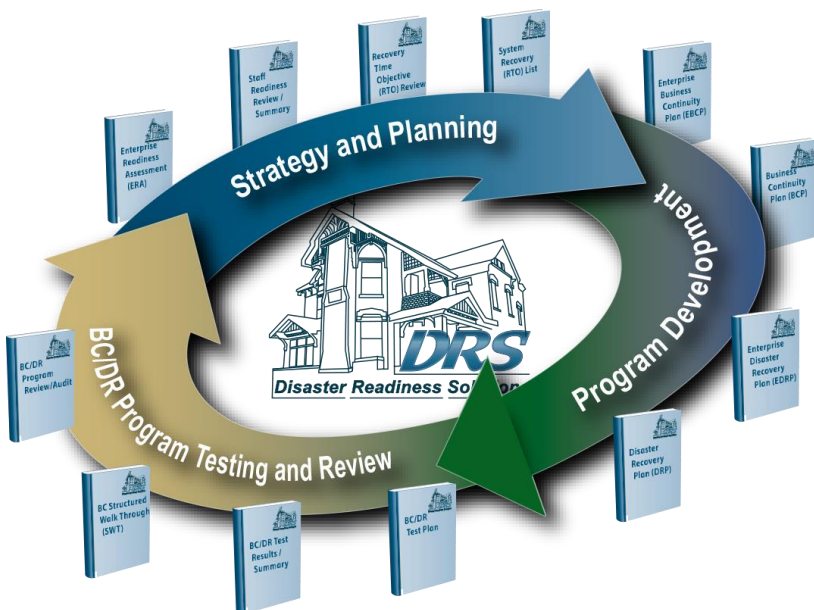 Strategy and Planning
Program Development
BC/DR Program Testing and Review
DRS
Disaster Readiness Sol
Enterprise
Readiness
Assessment
(ERA)
Staff
Readiness
Review /
Summary
Recovery
TIme
Objective
(RTO) Review
System
Recovery
(RTO) List
Enterprise
Business
Continuity
Plan (EBCP)
Business
Continuity
Plan (BCP)
Enterprise
Disaster
Recovery
Plan (EDRP)
Disaster
Recovery
Plan (DRP)
BC/DR
Test Plan
BC/DR Test
Results /
Summary
BC Structured
Walk Through
(SWT)
BC/DR
Program
Review/Audit